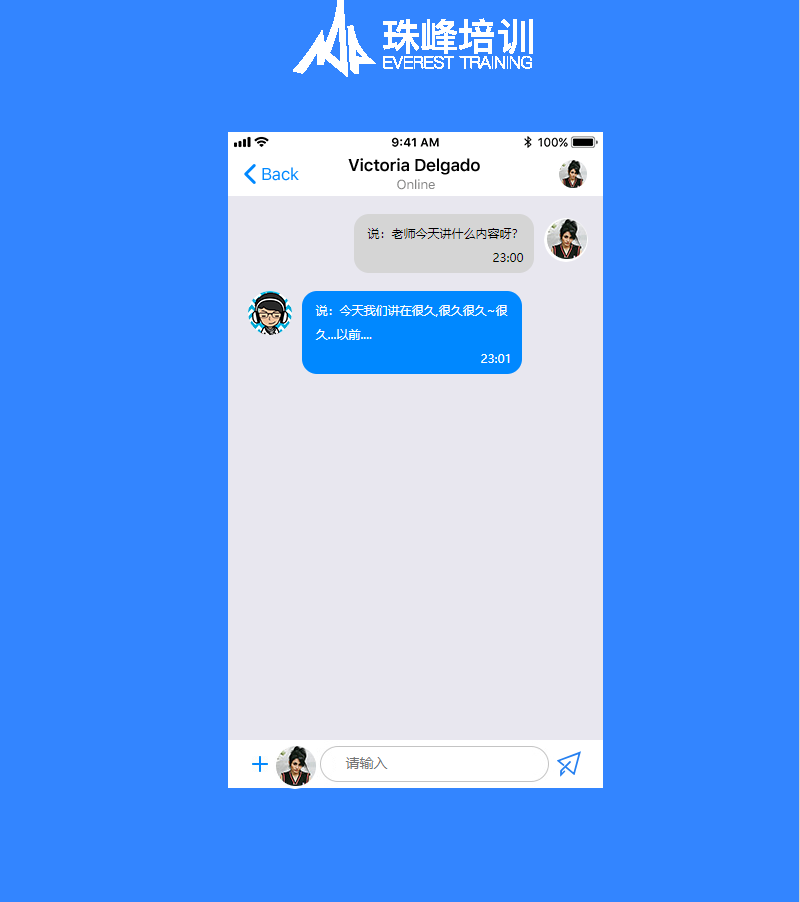 珠峰培训
EVEREST TRAINING
9:41 AM
100%
Back
Victoria Delgado
Online
说：老师今天讲什么内容呀？
23:00
说：今天我们讲在很久,很久很久~很
久...以前....
23:01
请输入